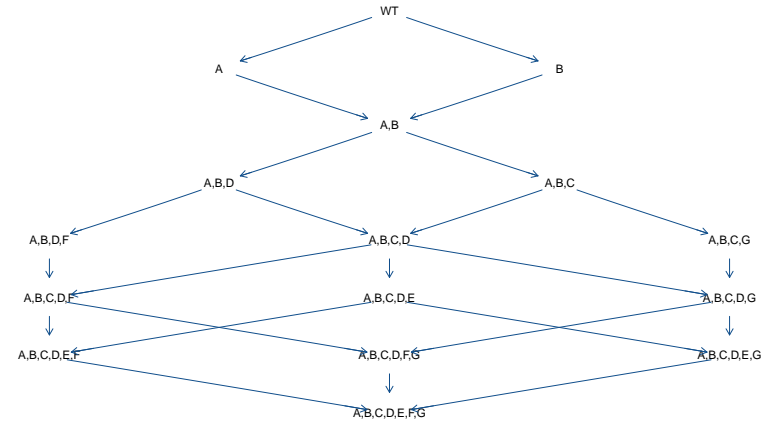 WT
A
B
A,B
A,B,D
A,B,C
A,B,D,F
A,B,C,D
A,B,C,G
A,B,C,D,F
A,B,C,D,E
A,B,C,D,G
A,B,C,D,E,F
A,B,C,D,F,G
A,B,C,D,E,G
A,B,C,D,E,F,G